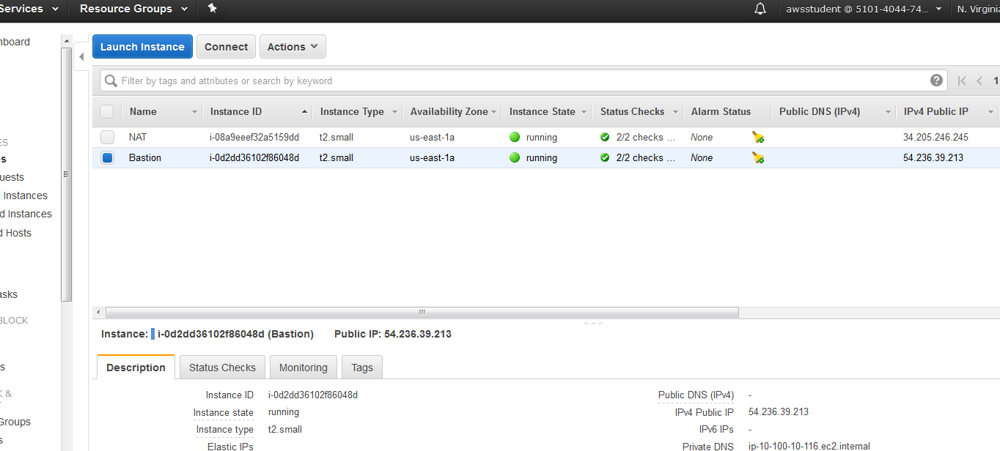 Services Resource Groups awsstudent @ 5101-4044-74... N.
Launch Instance Connect Actions
Filter by tags and attributes or search by keyword ? 1
Name Instance ID Instance Type Availability Zone Instance State Status Checks Alarm Status Public DNS (IPv4) IPv4 Public IP
NAT i-08a9eeef32a5159dd t2.small us-east-1a running 2/2 checks ... None 34.205.246.245
Bastion i-0d2dd36102f86048d t2.small us-east-1a running 2/2 checks ... None 54.236.39.213
Instances
Instances
Hosts
BLOCK
&
Groups
Instance: i-0d2dd36102f86048d (Bastion) Public IP: 54.236.39.213
Description Status Checks Monitoring Tags
Instance ID i-0d2dd36102f86048d Public DNS (IPv4) -
Instance state running IPv4 Public IP 54.236.39.213
Instance type t2.small IPv6 IPs -
Elastic IPs Private DNS ip-10-100-10-116.ec2.internal